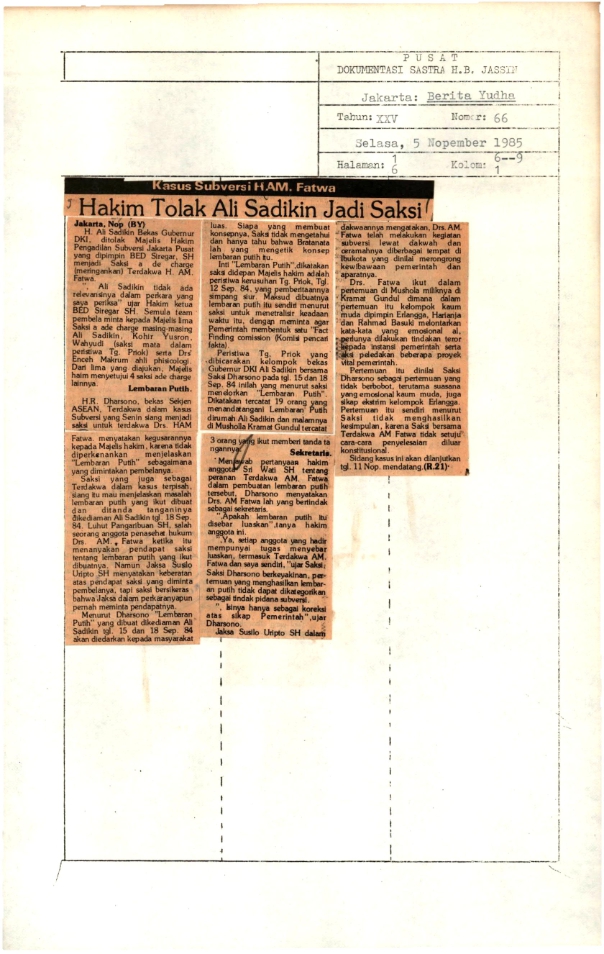 PUSAT
DOKUMENTASI SASTRA H.B. JASSIN
Jakarta: Berita Yudha
Tahun: XXV Nomor: 66
Selasa, 5 Nopember 1985
Halaman: 1 Kolom: 6--9
6 1
Kasus Subversi HAM. Fatwa
Hakim Tolak Ali Sadikin Jadi Saksi
Jakarta, Nop (BY)
H. Ali Sadikin Bekas Gubernur
DKI, ditolak Majelis Hakim
Pengadilan Subversi Jakarta Pusat
yang dipimpin BED Siregar, SH
menjadi Saksi a de charge
(meringankan) Terdakwa H. AM.
Fatwa.
", Ali Sadikin tidak ada
relevansinya dalam perkara yang
saya periksa" ujar Hakim ketua
BED Siregar SH. Semula team
pembela minta kepada Majelis lima
Saksi a ade charge masing-masing
Ali Sadikin, Kohir Yusron,
Wahyudi (saksi mata dalam
peristiwa Tg. Priok) serta Drs
Enceh Makrum ahli phisicologi.
Dari lima yang diajukan, Majelis
haim menyetujui 4 saksi ade charge
lainnya.
Lembaran Putih.
H.R. Dharsono, bekas Sekjen
ASEAN, Terdakwa dalam kasus
Subversi yang Senin siang menjadi
saksi untuk terdakwa Drs. HAM
Fatwa. menyatakan kegusarannya
kepada Majelis hakim, karena tidak
diperkenankan menjelaskan
"Lembaran Putih" sebagaimana
yang dimintakan pembelanya.
Saksi yang juga sebagai
Terdakwa dalam kasus terpisah,
siang itu mau menjelaskan masalah
lembaran putih yang ikut dibuat
dan ditanda tanganinya
dikediaman Ali Sadikin tgl. 18 Sep.
84. Luhut Pangaribuan SH, salah
seorang anggota penasehat hukum
Drs. AM. Fatwa ketika itu
menanyakan pendapat saksi
tentang lembaran putih yang ikut
dibuatnya. Namun Jaksa Susilo
Uripto SH menyatakan keberatan
atas pendapat saksi yang diminta
pembelanya, tapi saksi bersikeras
bahwa Jaksa dalam perkaranyapun
pernah meminta pendapatnya.
Menurut Dharsono "Lembaran
Putih" yang dibuat dikediaman Ali
Sadikin tgl. 15 dan 18 Sep. 84
akan diedarkan kepada masyarakat
luas. Siapa yang membuat
konsepnya, Saksi tidak mengetahui
dan hanya tahu bahwa Bratanata
lah yang mengetik konsep
lembaran putih itu.
Inti "Lembaran Putih",dikatakan
saksi didepan Majelis hakim adalah
peristiwa kerusuhan Tg. Priok, Tgl.
12 Sep. 84, yang pemberitaannya
simpang siur. Maksud dibuatnya
lembaran putih itu sendiri menurut
saksi untuk menetralisir keadaan
waktu itu, dengan meminta agar
Pemerintah membentuk satu "Fact
Finding comission (Komisi pencari
fakta).
Peristiwa Tg. Priok yang
dibicarakan kelompok bekas
Gubernur DKI Ali Sadikin bersama
Saksi Dharsono pada tgl. 15 dan 18
Sep. 84 inilah yang menurut saksi
melahirkan "Lembaran Putih".
Dikatakan tercatat 19 orang yang
menandatangani Lembaran Putih
dirumah Ali Sadikin dan malamnya
di Musholla Kramat Gundul tercatat
3 orang yang ikut memberi tanda ta
ngannya.
Sekretaris.
Menjawab pertanyaan hakim
anggota Sri Wati SH tentang
peranan Terdakwa AM. Fatwa
dalam pembuatan lembaran putih
tersebut, Dharsono menyatakan
Drs. AM Fatwa lah yang bertindak
sebagai sekretaris.
"Apakah lembaran putih itu
disebar luaskan",tanya hakim
anggota ini.
"Ya, setiap anggota yang hadir
mempunyai tugas menyebar
luaskan, termasuk Terdakwa AM.
Fatwa dan saya sendiri, "ujar Saksi.
Saksi Dharsono berkeyakinan, per-
temuan yang menghasilkan lembar-
an putih tidak dapat dikategorikan
sebagai tindak pidana subversi.
". Isinya hanya sebagai koreksi
atas sikap Pemerintah",ujar
Dharsono.
Jaksa Susilo Uripto SH dalam
dakwaannya mengatakan, Drs. AM.
Fatwa telah melakukan kegiatan
subversi lewat dakwah dan
ceramahnya diberbagai tempat di
Ibukota yang dinilai merongrong
kewibawaan pemerintah dan
aparatnya.
Drs. Fatwa ikut dalam
pertemuan di Mushola miliknya di
Kramat Gundul dimana dalam
pertemuan itu kelompok kaum
muda dipimpin Erlangga, Harianja
dan Rahmad Basuki melontarkan
kata-kata yang emosional al,
perlunya dilakukan tindakan teror
kepada instansi pemerintah serta
aksi peledakan beberapa proyek
vital pemerintah.
Pertemuan itu dinilai Saksi
Dharsono sebagai pertemuan yang
tidak berbobot, terutama suasana
yang emosional kaum muda, juga
sikap ekstrim kelompok Erlangga.
Pertemuan itu sendiri menurut
Saksi tidak menghasilkan
kesimpulan, karena Saksi bersama
Terdakwa AM Fatwa tidak setuju
cara-cara penyelesaian diluar
konstitusional.
Sidang kasus ini akan dilanjutkan
tgl. 11 Nop. mendatang.(R.21)